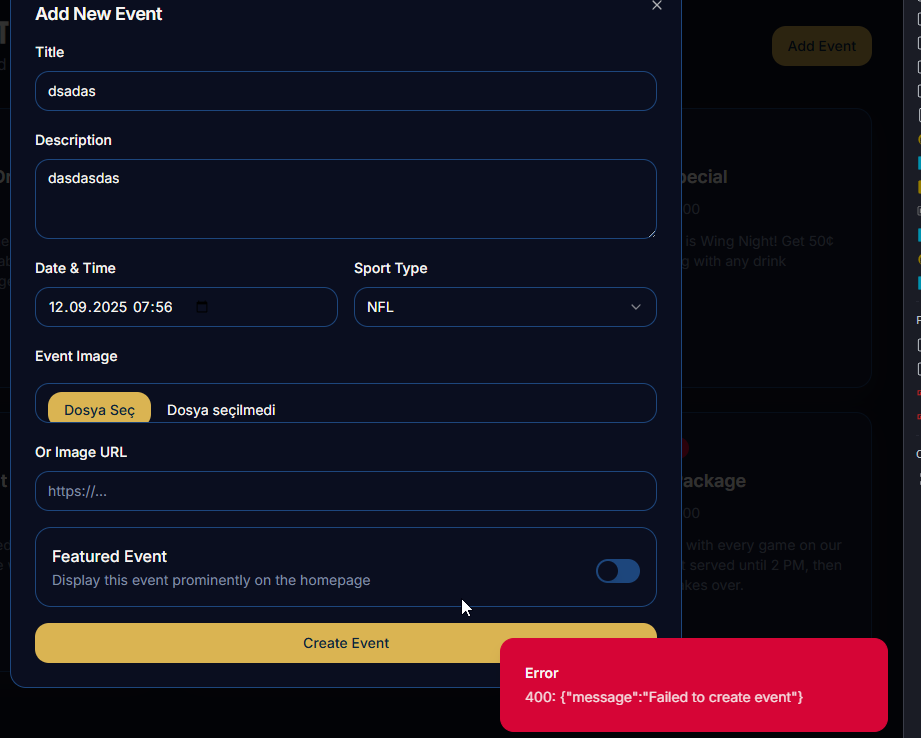 Add New Event
Add Event
Title
dsadas
Description
dasdasdas
pecial
00
is Wing Night! Get 50¢
g with any drink
Date & Time
Sport Type
12.09.2025 07:56
NFL
Event Image
Dosya Seç
Dosya seçilmedi
Or Image URL
https://...
ackage
00
with every game on our
t served until 2 PM, then
kes over.
Featured Event
Display this event prominently on the homepage
Create Event
Error
400: {"message":"Failed to create event"}